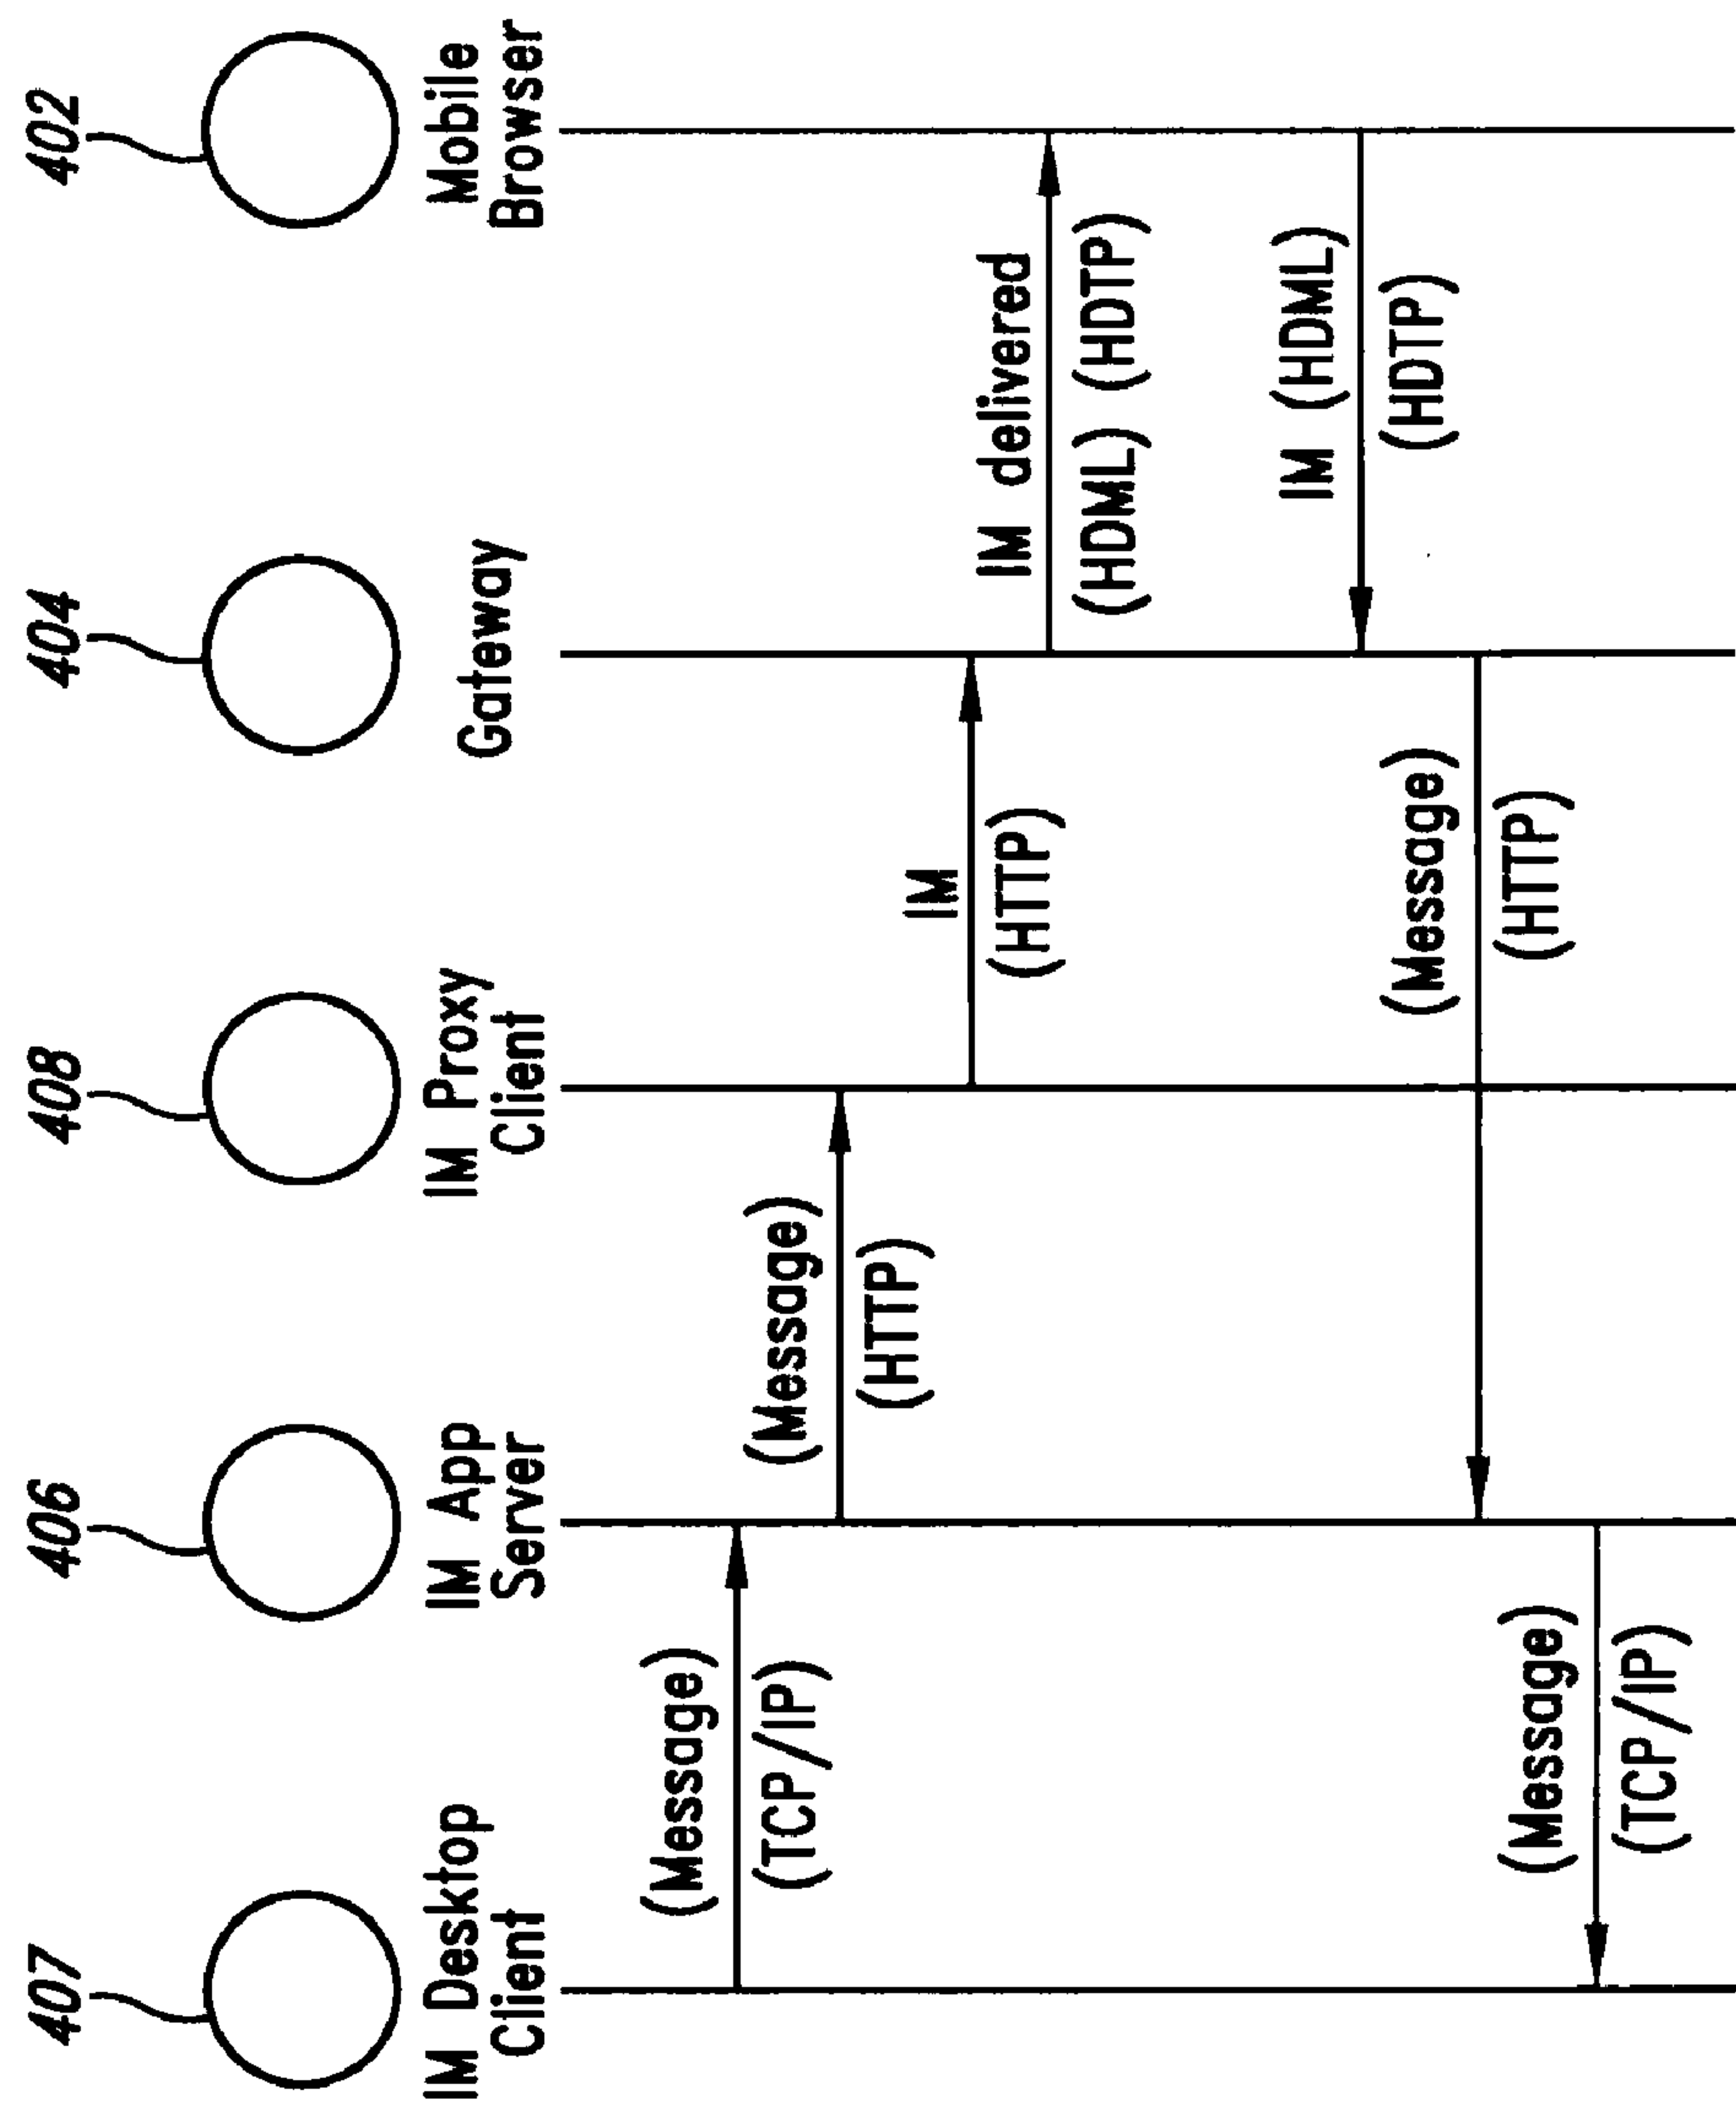 407
406
408
404
402
IM Desktop
Client
IM App
Server
IM Proxy
Client
Gateway
Mobile
Browser
(Message)
(TCP/IP)
(Message)
(HTTP)
IM
(HTTP)
IM delivered
(HDML) (HDTP)
IM (HDML)
(HDTP)
(Message)
(HTTP)
(Message)
(TCP/IP)